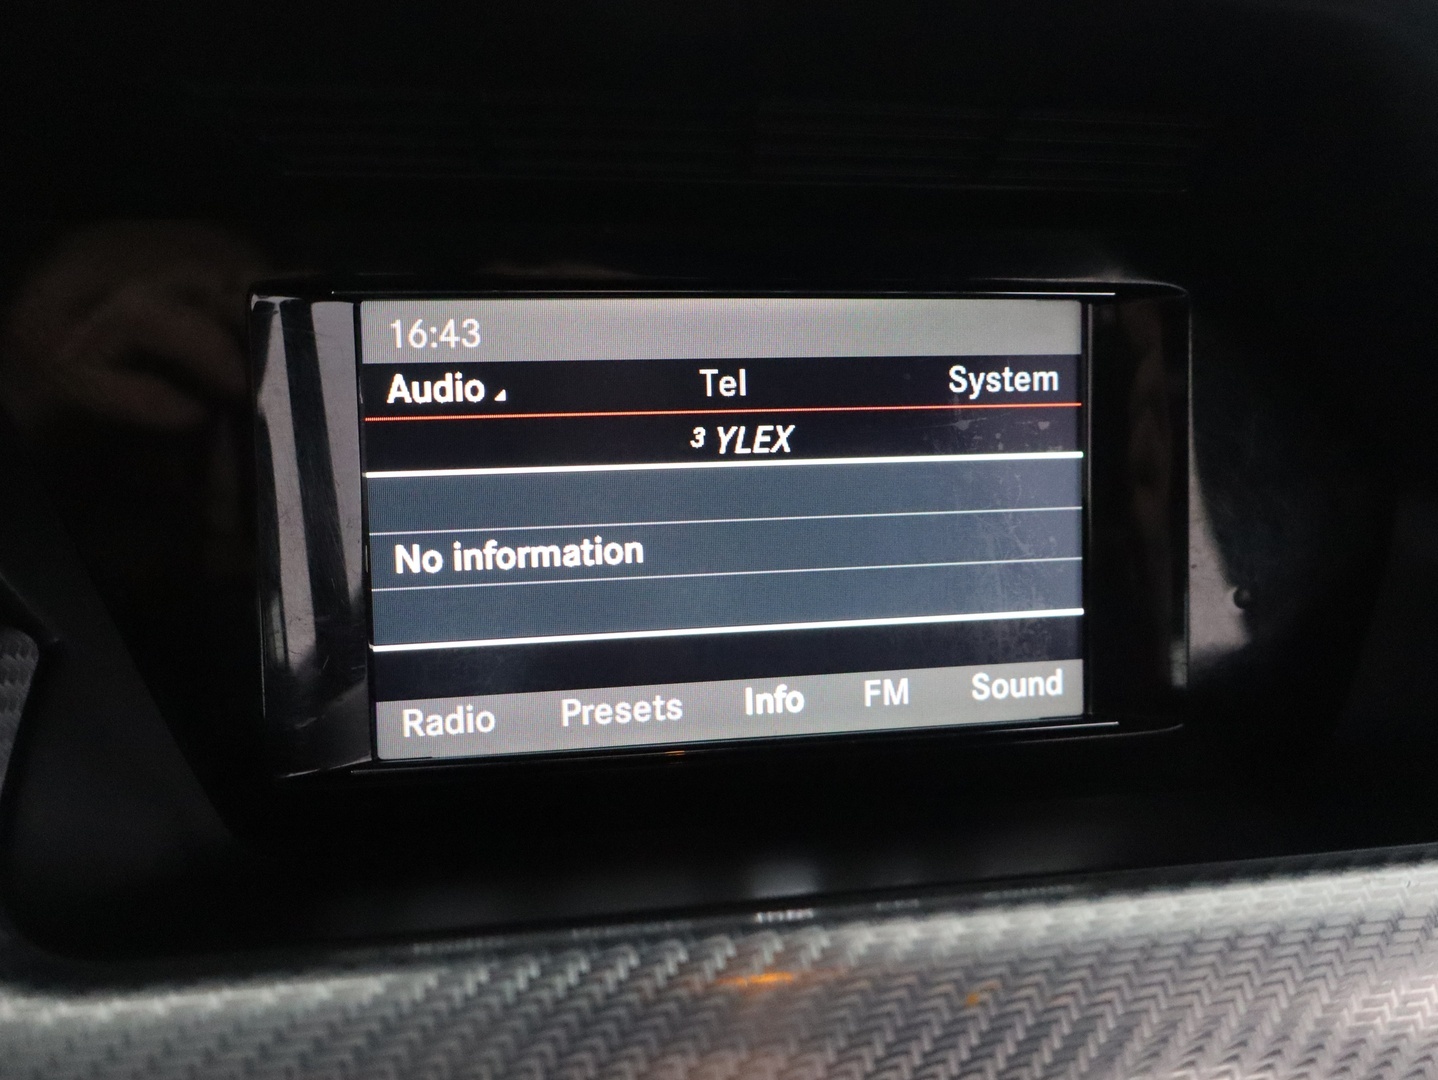 16:43
Audio Tel System
3 YLEX
No information
Radio Presets Info FM Sound